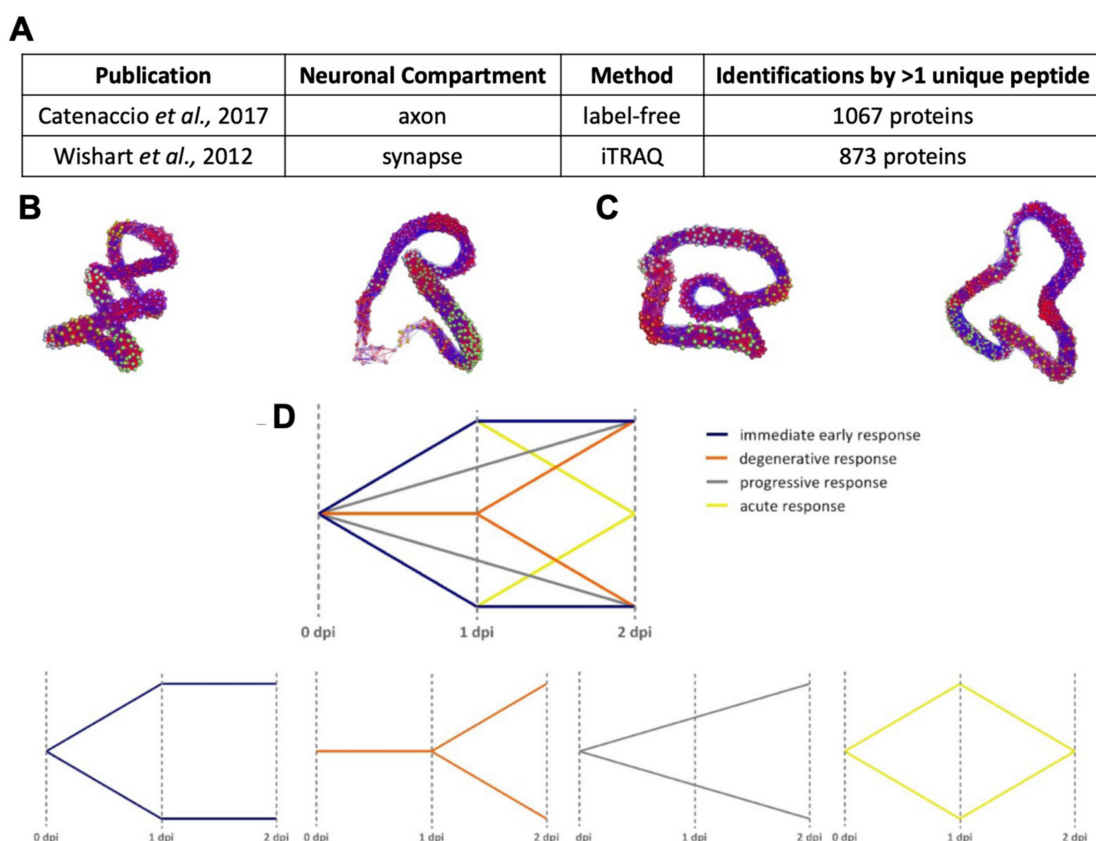 A
Publication Neuronal Compartment Method Identifications by >1 unique peptide
Catenaccio et al., 2017 axon label-free 1067 proteins
Wishart et al., 2012 synapse iTRAQ 873 proteins
B C
D
immediate early response
degenerative response
progressive response
acute response
0 dpi 1 dpi 2 dpi
0 dpi 1 dpi 2 dpi 0 dpi 1 dpi 2 dpi dpi 1 dpi 2 dpi 0 dpi 1 dpi 2 dpi